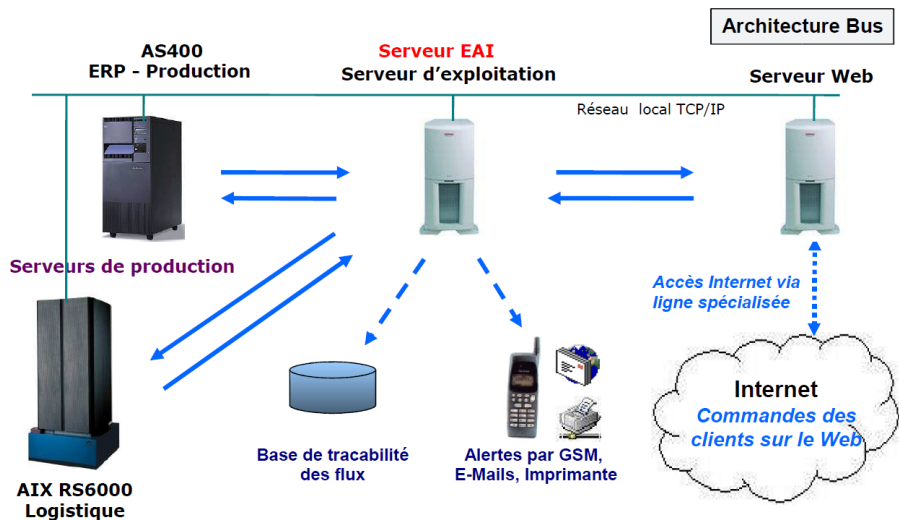 Architecture Bus
AS400
ERP - Production
Serveur EAI
Serveur d’exploitation
Serveur Web
Réseau local TCP/IP
Serveurs de production
Accès Internet via
ligne spécialisée
Internet
Commandes des
clients sur le Web
Base de tracabilité
des flux
Alertes par GSM,
E-Mails, Imprimante
AIX RS6000
Logistique